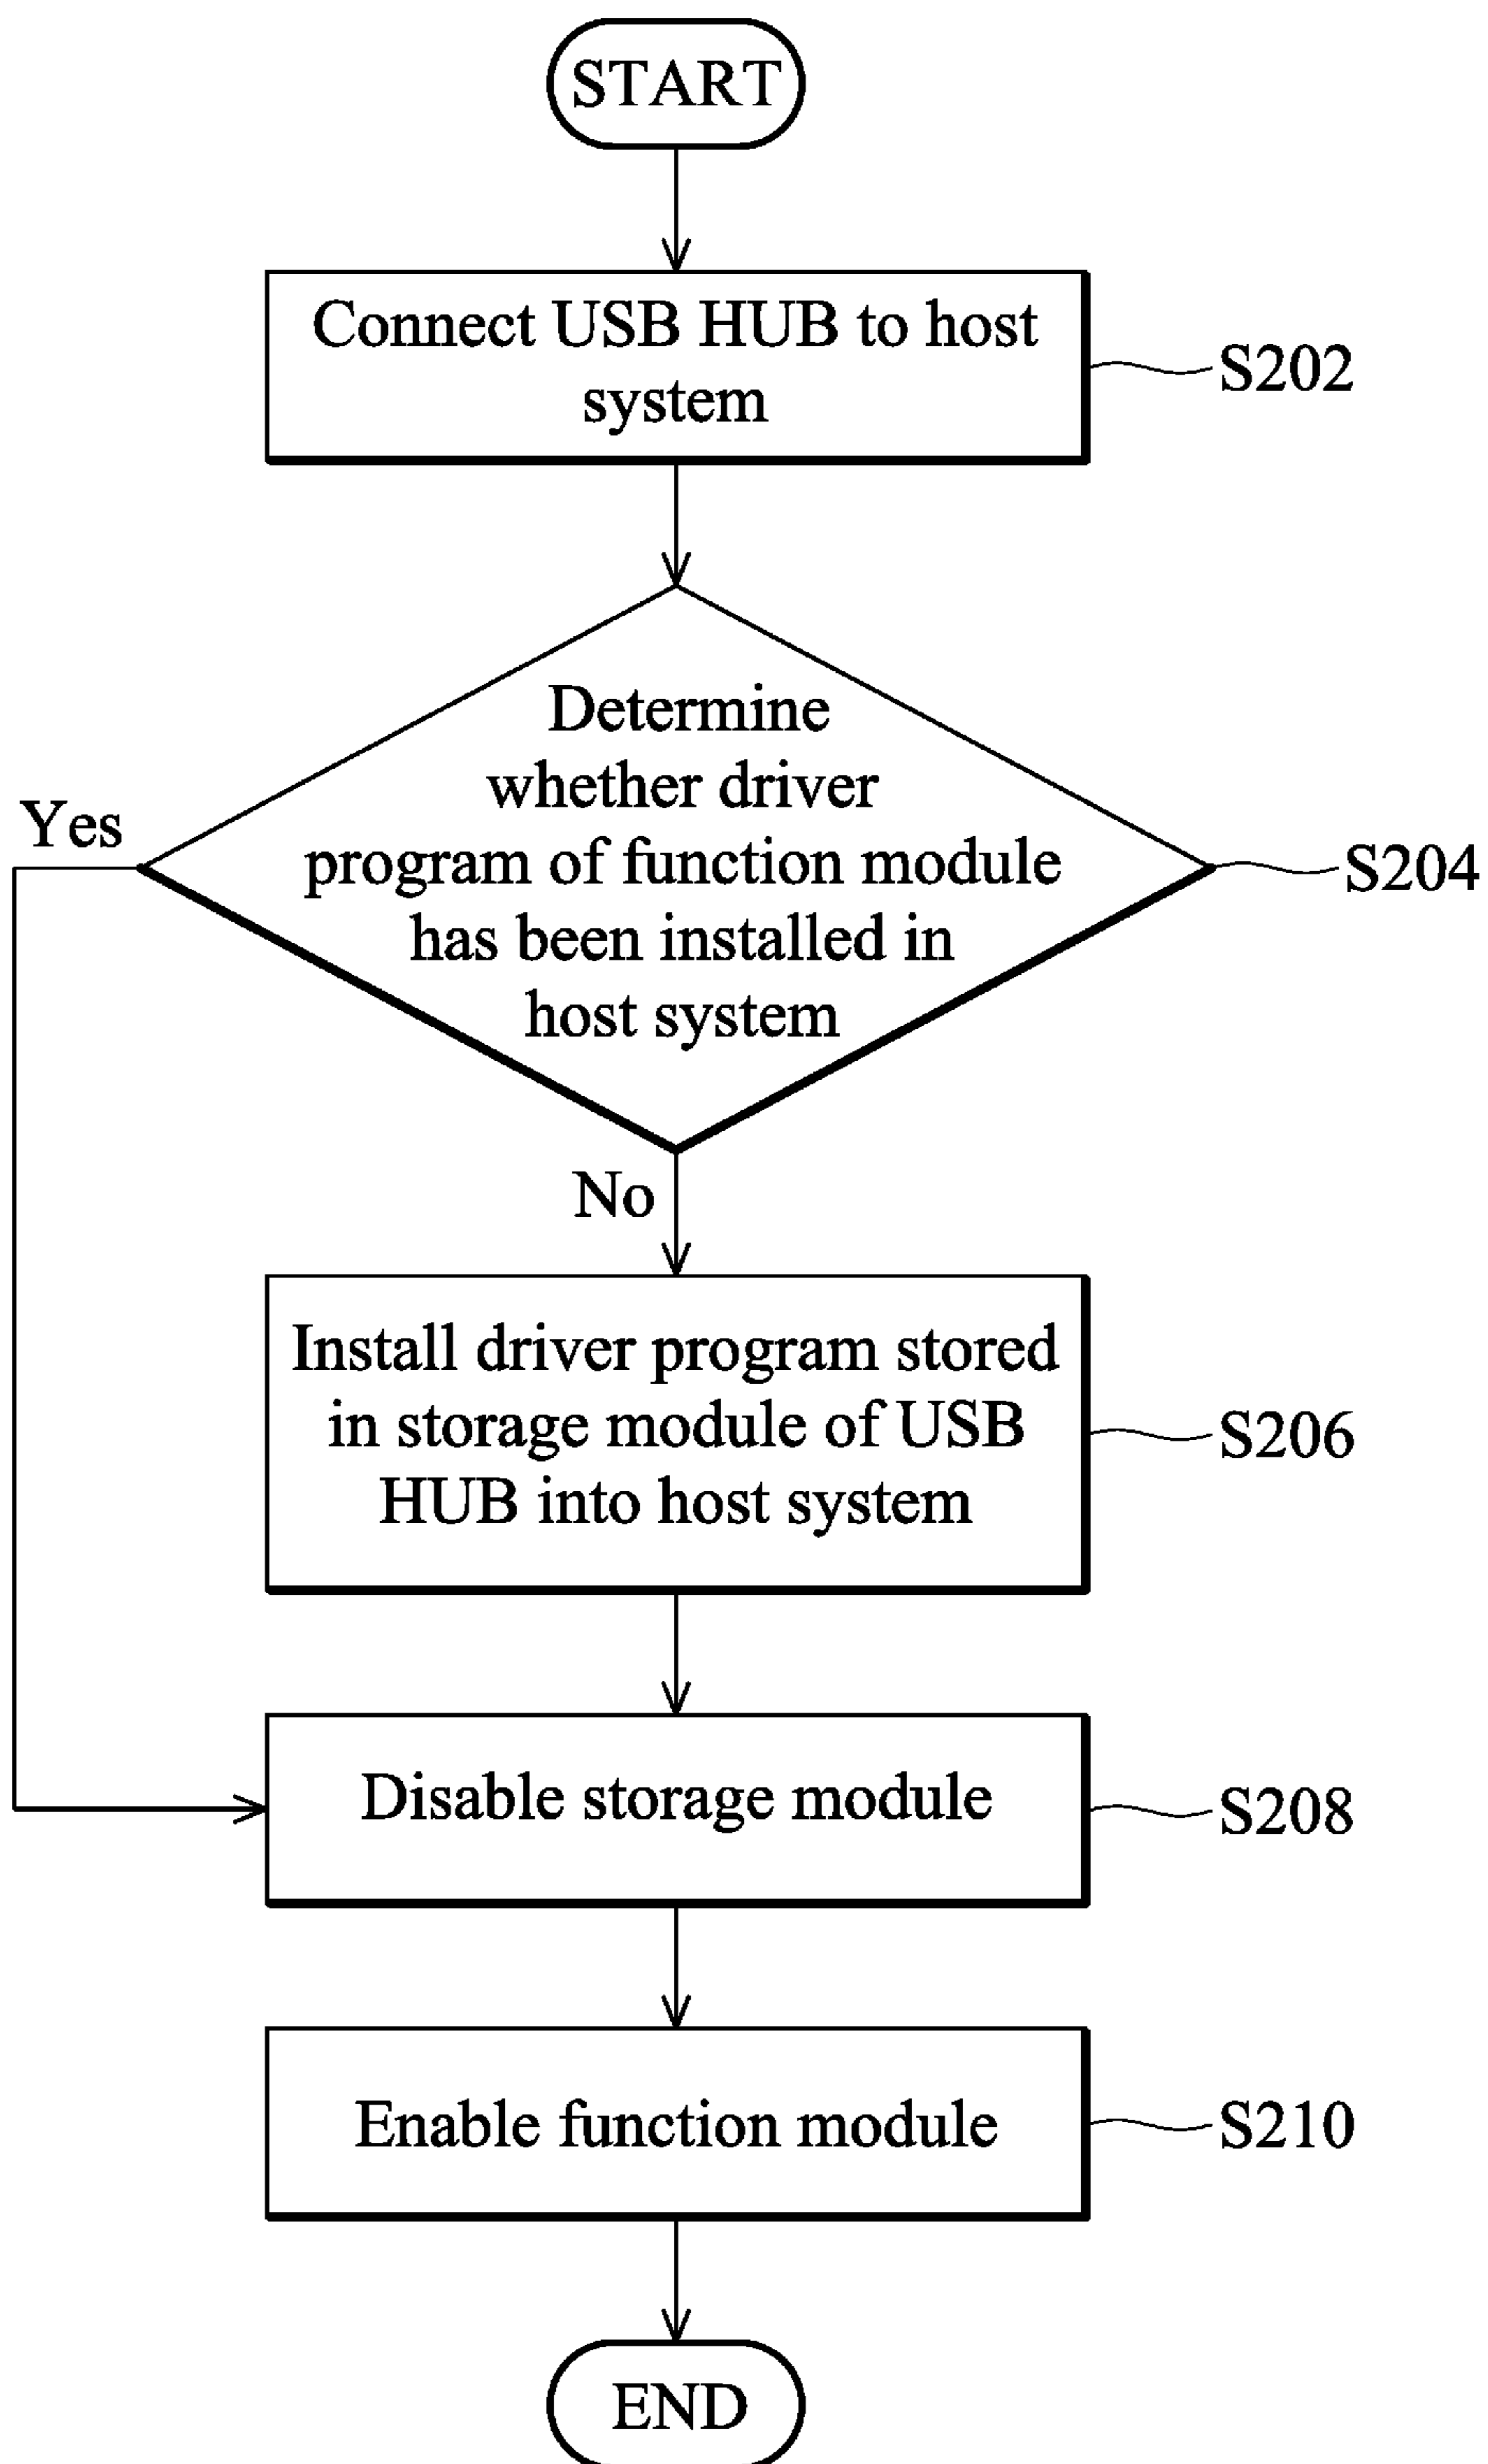 START
Connect USB HUB to host
system
S202
Determine
whether driver
program of function module
has been installed in
host system
S204
Yes
No
Install driver program stored
in storage module of USB
HUB into host system
S206
Disable storage module
S208
Enable function module
S210
END